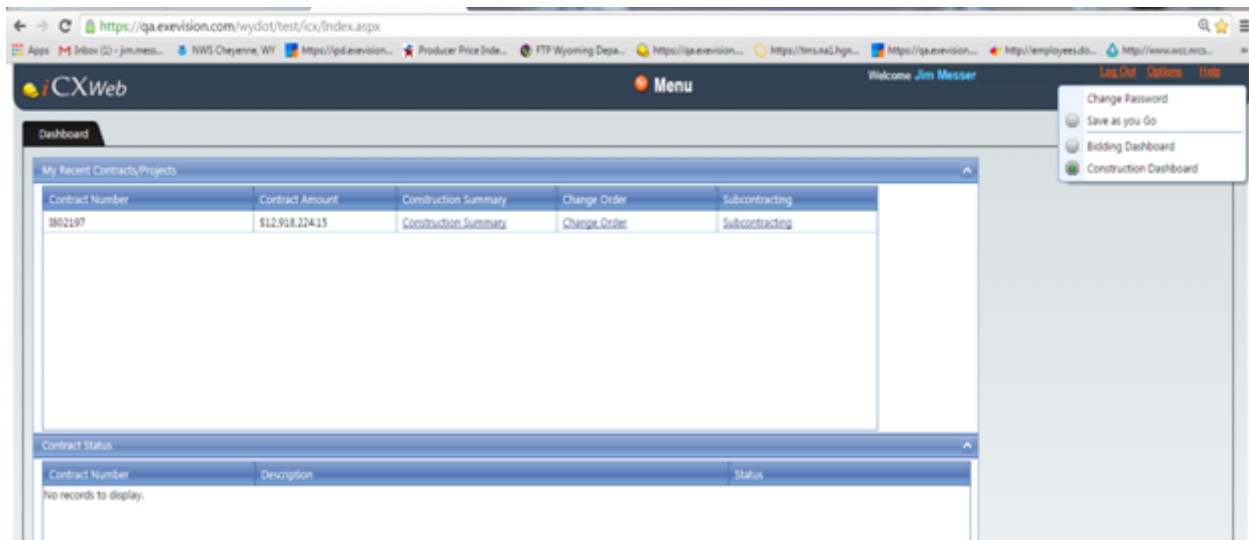 https://qa.exevision.com/wydot/test/icx/Index.aspx
Apps Inbox (1) - jim.mess... NWS Cheyenne, WY https://ipd.exevision... Producer Price Inde... FTP Wyoming Depa... https://qa.exevision... https://tms.na1.hgn... https://qa.exevision... http://employees.do... http://www.wcc.nrcs...
iCXWeb Menu Welcome Jim Messer Log Out Options Help
Change Password
Save as you Go
Bidding Dashboard
Construction Dashboard
Dashboard
My Recent Contracts/Projects
Contract Number Contract Amount Construction Summary Change Order Subcontracting
I802197 $12,918,224.15 Construction Summary Change Order Subcontracting
Contract Status
Contract Number Description Status
No records to display.